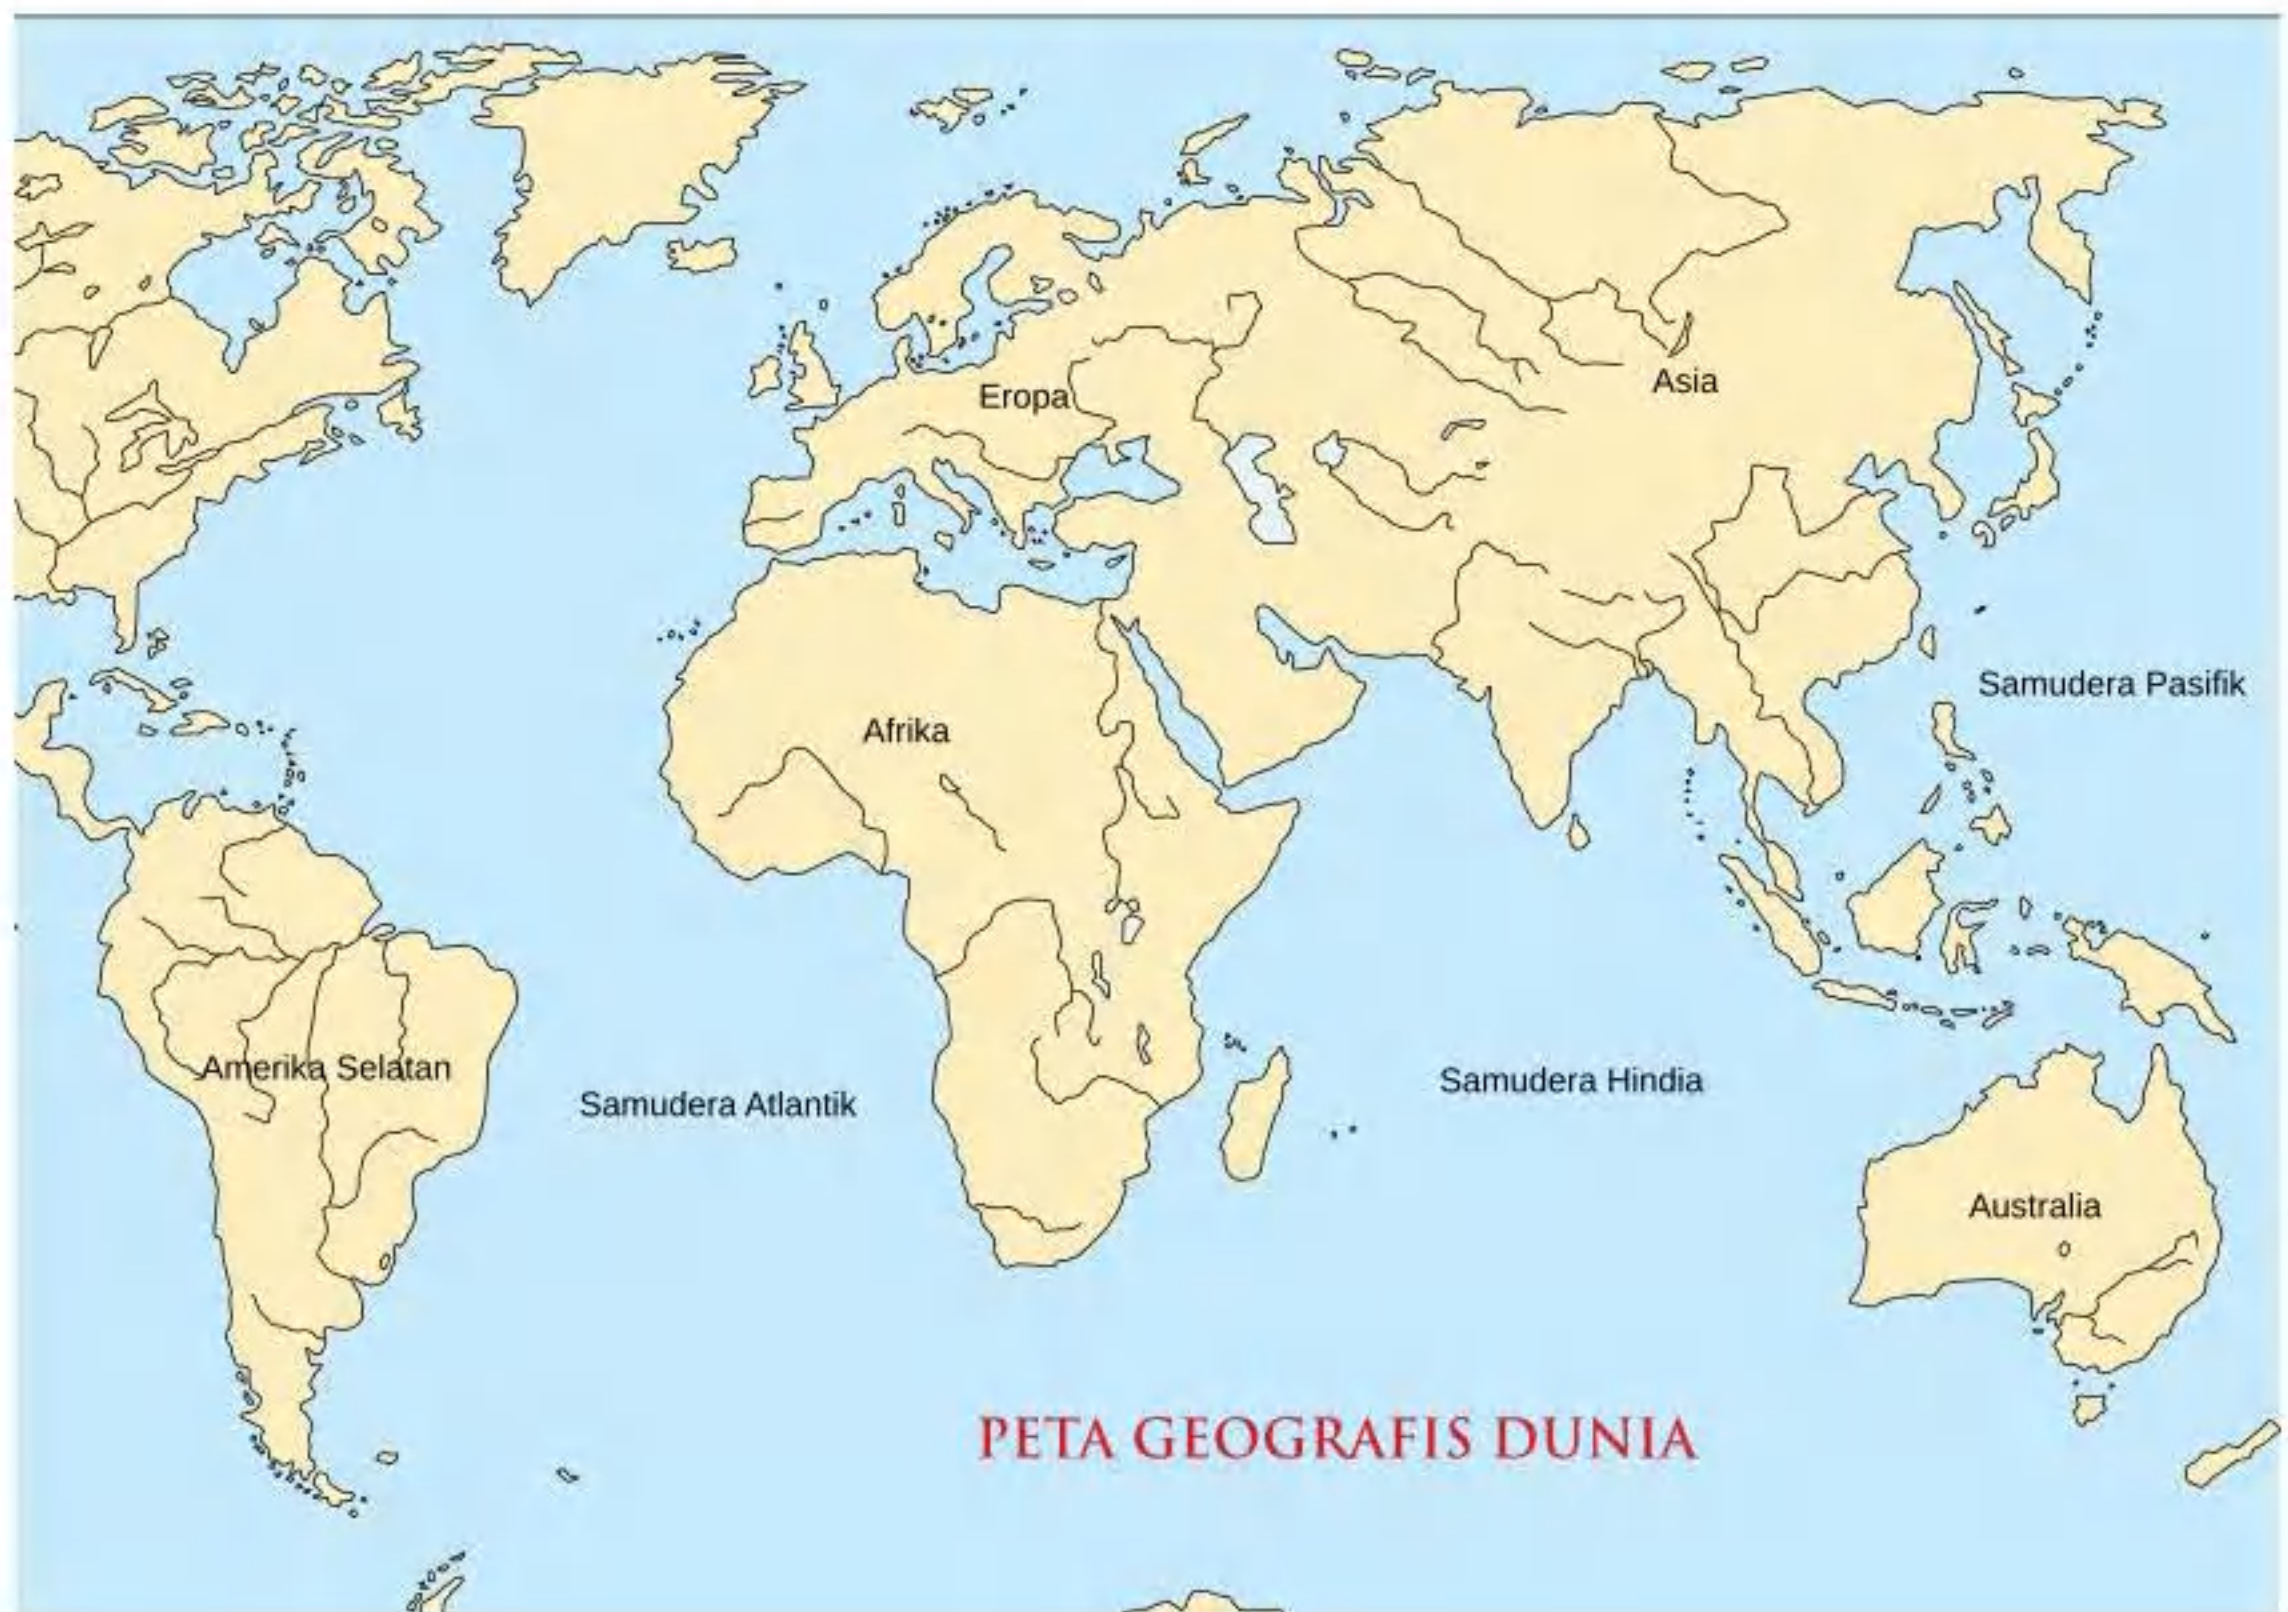 Eropa
Asia
Samudera Pasifik
Afrika
Amerika Selatan
Samudera Atlantik
Samudera Hindia
Australia
PETA GEOGRAFIS DUNIA